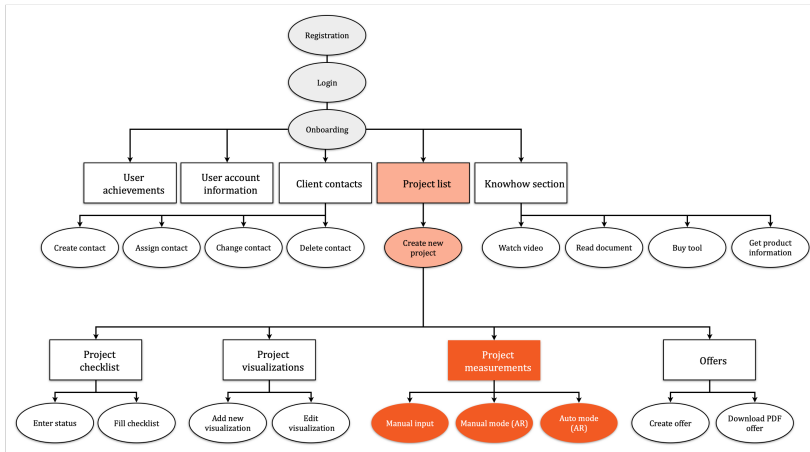 Registration
Login
Onboarding
User
achievements
User account
information
Client contacts
Project list
Knowhow section
Create contact
Assign contact
Change contact
Delete contact
Create new
project
Watch video
Read document
Buy tool
Get product
information
Project
checklist
Project
visualizations
Project
measurements
Offers
Enter status
Fill checklist
Add new
visualization
Edit
visualization
Manual input
Manual mode (AR)
Auto mode
(AR)
Create offer
Download PDF
offer